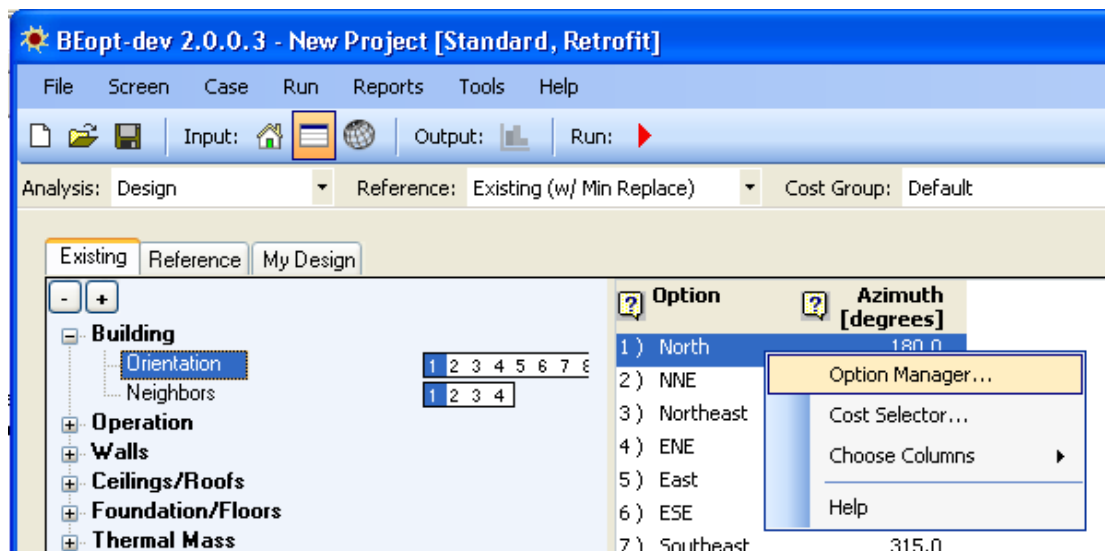 BEopt-dev 2.0.0.3 - New Project [Standard, Retrofit]
File Screen Case Run Reports Tools Help
Input: Output: Run:
Analysis: Design Reference: Existing (w/ Min Replace) Cost Group: Default
Existing Reference My Design
- +
? Option ? Azimuth
[degrees]
Building
Orientation 1 2 3 4 5 6 7 8
Neighbors 1 2 3 4
Operation
Walls
Ceilings/Roofs
Foundation/Floors
Thermal Mass
1 ) North 180.0
2 ) NNE
3 ) Northeast
4 ) ENE
5 ) East
6 ) ESE
7 ) Southeast 315.0
Option Manager...
Cost Selector...
Choose Columns
Help